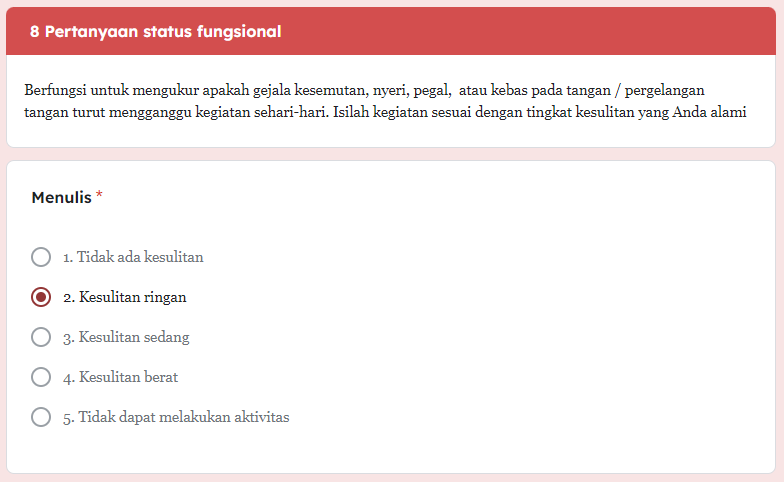 8 Pertanyaan status fungsional
Berfungsi untuk mengukur apakah gejala kesemutan, nyeri, pegal,  atau kebas pada tangan / pergelangan
tangan turut mengganggu kegiatan sehari-hari. Isilah kegiatan sesuai dengan tingkat kesulitan yang Anda alami
Menulis *
1. Tidak ada kesulitan
2. Kesulitan ringan
3. Kesulitan sedang
4. Kesulitan berat
5. Tidak dapat melakukan aktivitas